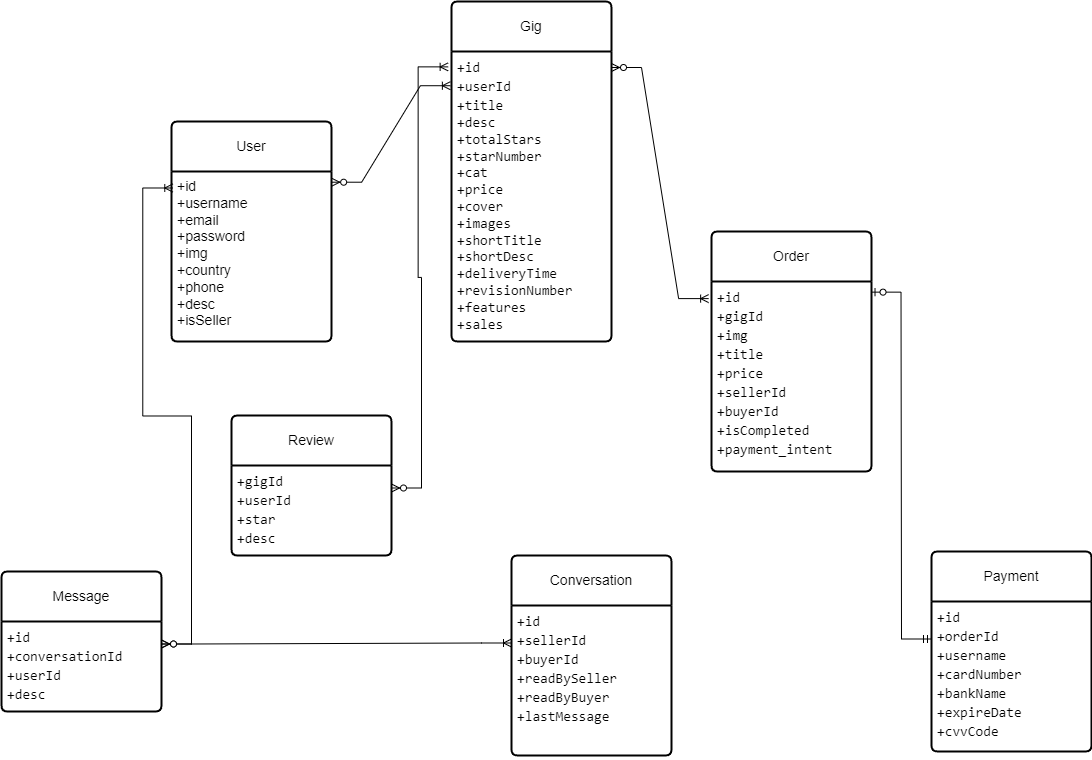 Gig
+id
+userId
+title
+desc
+totalStars
+starNumber
+cat
+price
+cover
+images
+shortTitle
+shortDesc
+deliveryTime
+revisionNumber
+features
+sales
User
+id
+username
+email
+password
+img
+country
+phone
+desc
+isSeller
Order
+id
+gigId
+img
+title
+price
+sellerId
+buyerId
+isCompleted
+payment_intent
Review
+gigId
+userId
+star
+desc
Message
+id
+conversationId
+userId
+desc
Conversation
+id
+sellerId
+buyerId
+readBySeller
+readByBuyer
+lastMessage
Payment
+id
+orderId
+username
+cardNumber
+bankName
+expireDate
+cvvCode